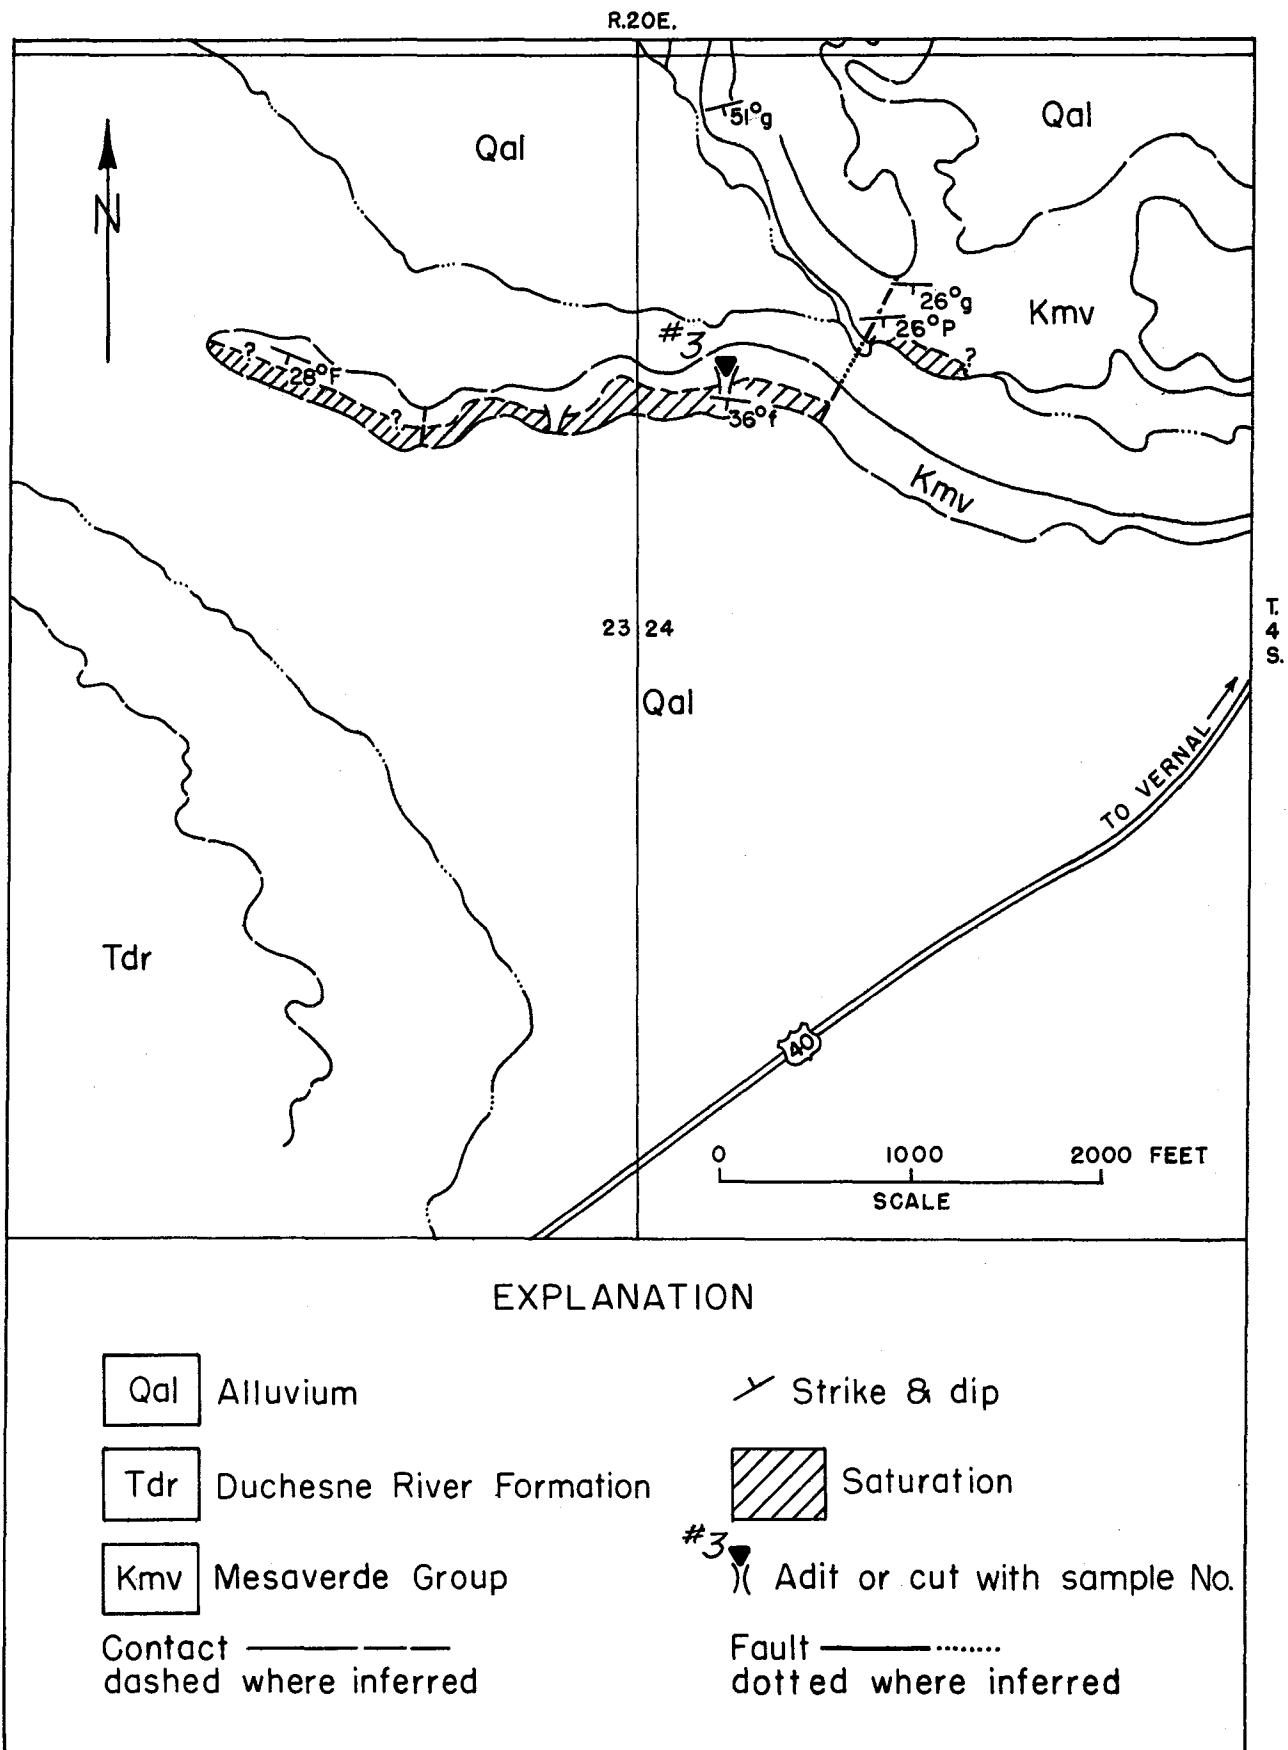 R.20E.
51°g
Qal
Qal
N
26°g
Kmv
26°P
#3
?
?
28°F
?
36°f
Kmv
T.
4
S.
23 24
Qal
TO VERNAL
Tdr
40
0 1000 2000 FEET
SCALE
EXPLANATION
Qal Alluvium
Strike & dip
Tdr Duchesne River Formation
Saturation
#3
Kmv Mesaverde Group
Adit or cut with sample No.
Contact
dashed where inferred
Fault
dotted where inferred